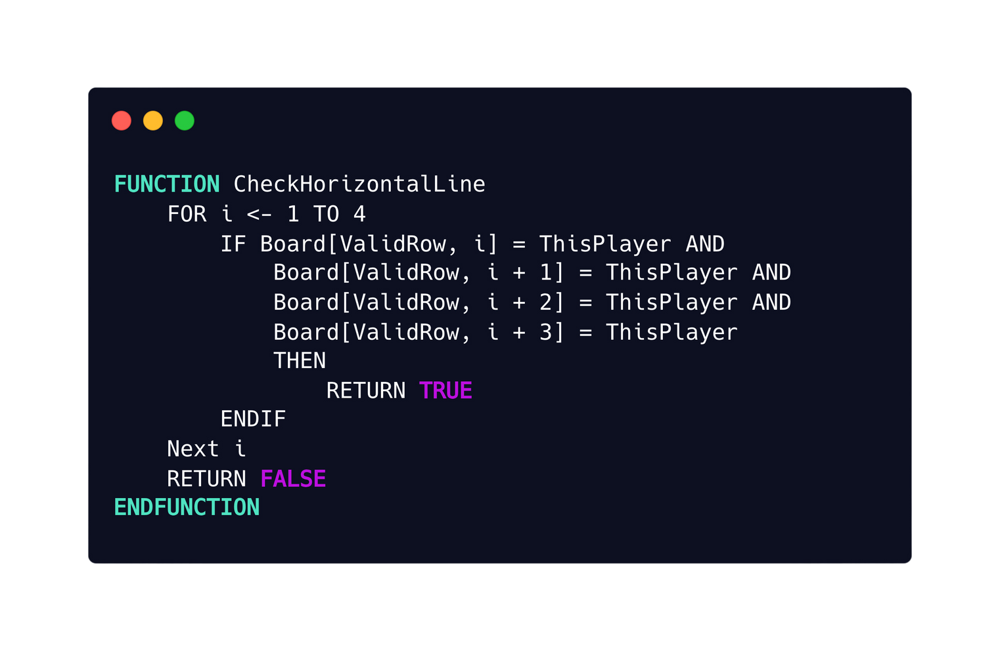 FUNCTION CheckHorizontalLine
    FOR i <- 1 TO 4
        IF Board[ValidRow, i] = ThisPlayer AND
            Board[ValidRow, i + 1] = ThisPlayer AND
            Board[ValidRow, i + 2] = ThisPlayer AND
            Board[ValidRow, i + 3] = ThisPlayer
            THEN
                RETURN TRUE
        ENDIF
    Next i
    RETURN FALSE
ENDFUNCTION